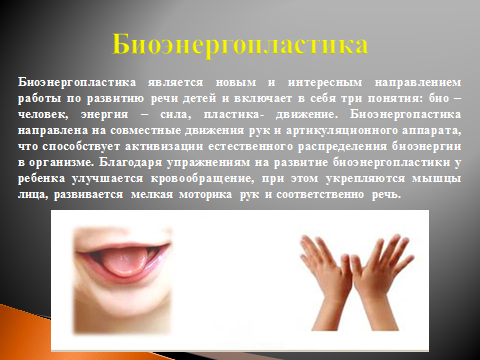 Биоэнергопластика
Биоэнергопластика является новым и интересным направлением
работы по развитию речи детей и включает в себя три понятия: био –
человек, энергия – сила, пластика- движение. Биоэнергопастика
направлена на совместные движения рук и артикуляционного аппарата,
что способствует активизации естественного распределения биоэнергии
в организме. Благодаря упражнениям на развитие биоэнергопластики у
ребенка улучшается кровообращение, при этом укрепляются мышцы
лица, развивается мелкая моторика рук и соответственно речь.